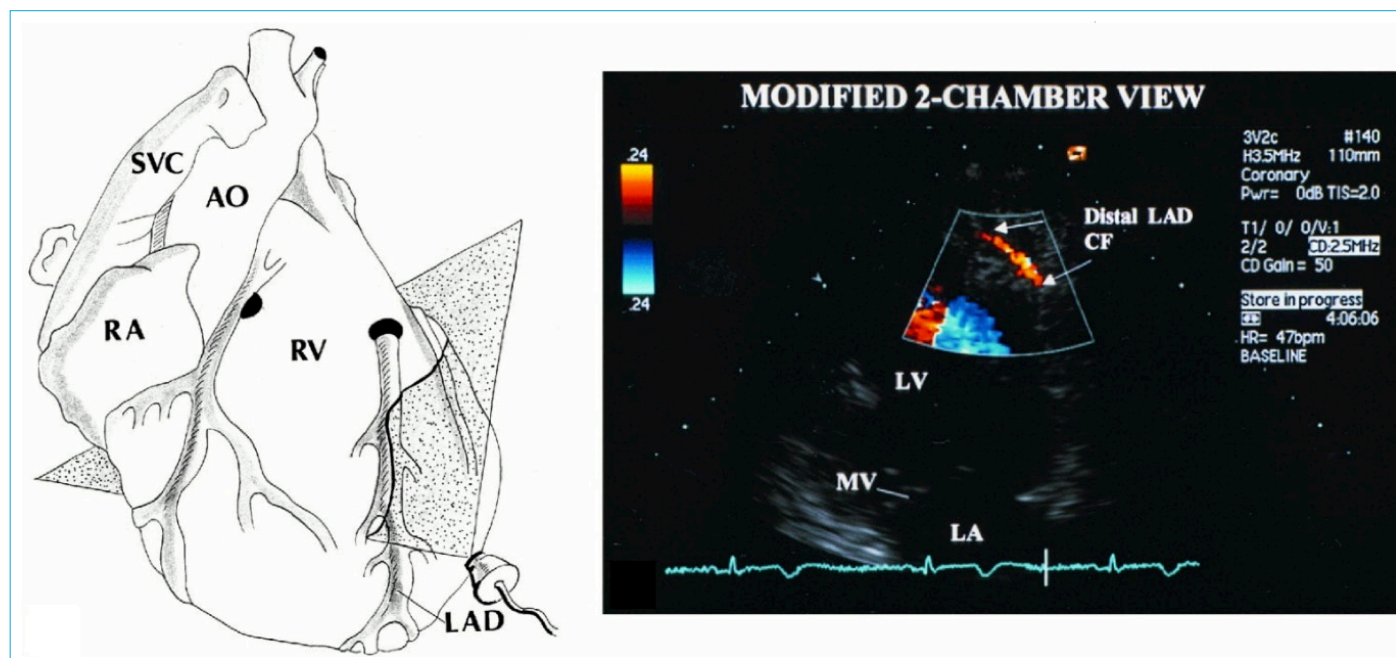 SVC
AO
RA
RV
LAD
MODIFIED 2-CHAMBER VIEW
.24
.24
3V2c #140
H3.5MHz 110mm
Coronary
Pwr= 0dB TIS=2.0
T1/ 0/ 0/V:1
2/2 CD:2.5MHz
CD Gain = 50
Store in progress
4:06:06
HR= 47bpm
BASELINE
Distal LAD
CF
LV
MV
LA